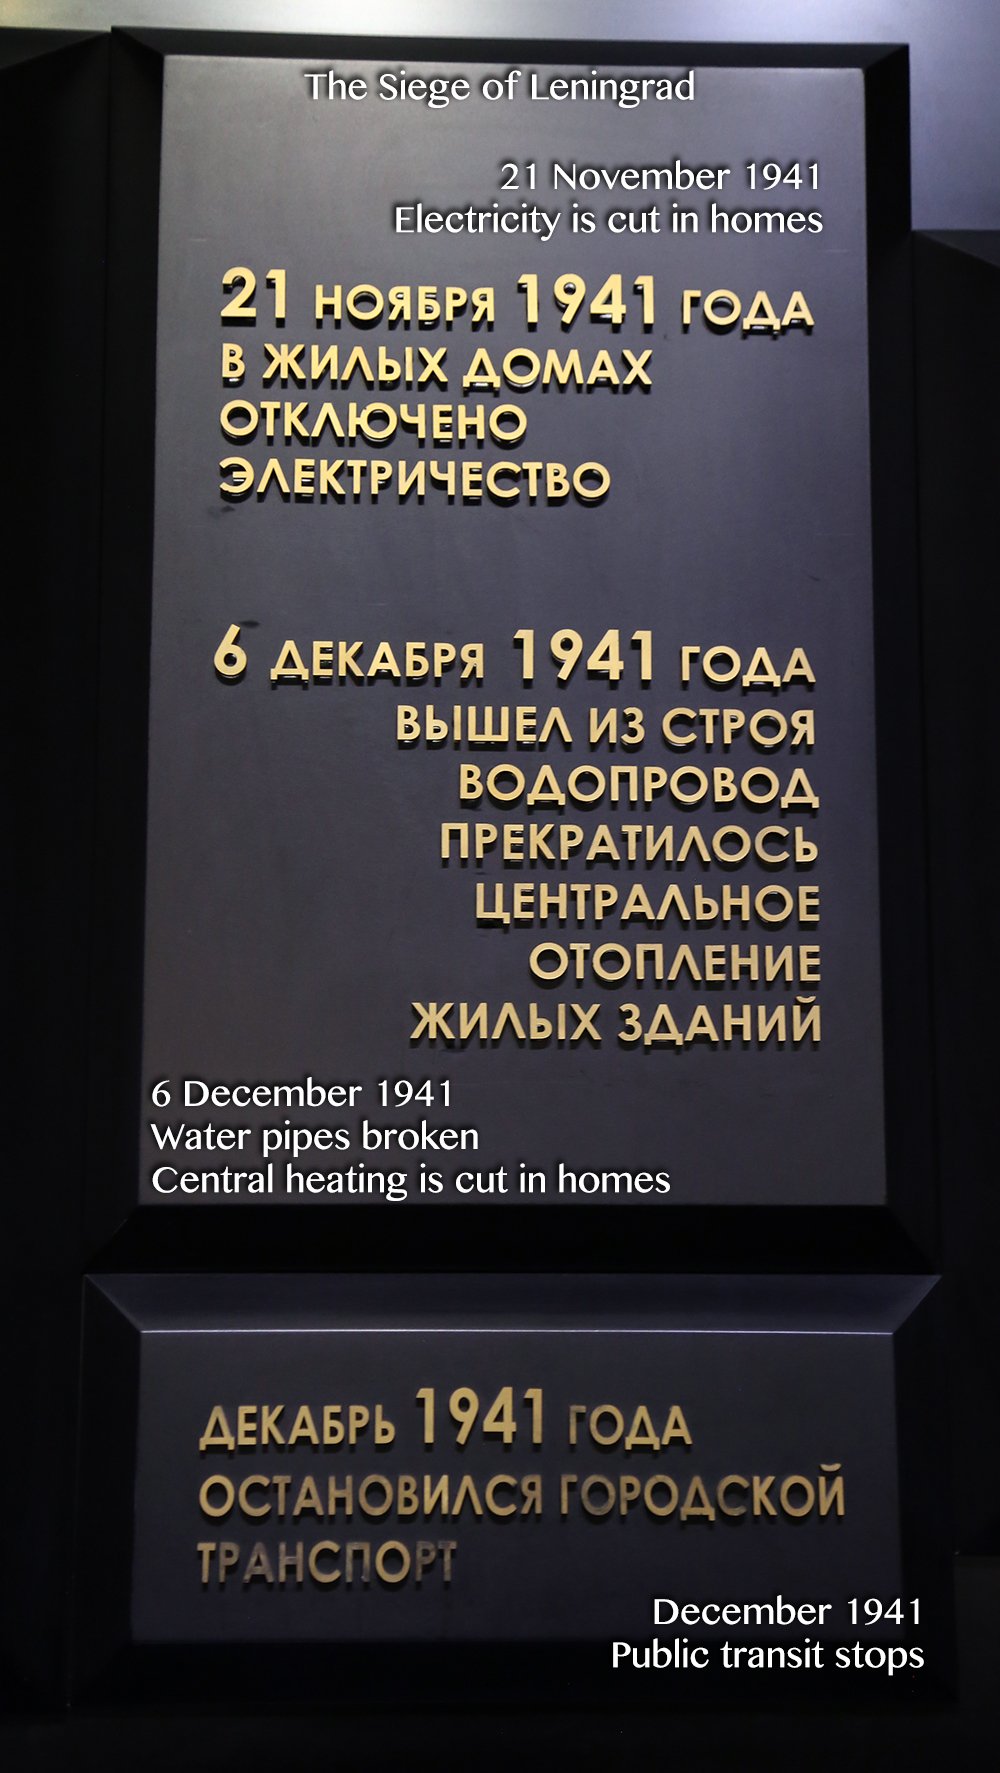 The Siege of Leningrad
21 November 1941
Electricity is cut in homes
21 НОЯБРЯ 1941 ГОДА
В ЖИЛЫХ ДОМАХ
ОТКЛЮЧЕНО
ЭЛЕКТРИЧЕСТВО
6 ДЕКАБРЯ 1941 ГОДА
ВЫШЕЛ ИЗ СТРОЯ
ВОДОПРОВОД
ПРЕКРАТИЛОСЬ
ЦЕНТРАЛЬНОЕ
ОТОПЛЕНИЕ
ЖИЛЫХ ЗДАНИЙ
6 December 1941
Water pipes broken
Central heating is cut in homes
ДЕКАБРЬ 1941 ГОДА
ОСТАНОВИЛСЯ ГОРОДСКОЙ
ТРАНСПОРТ
December 1941
Public transit stops